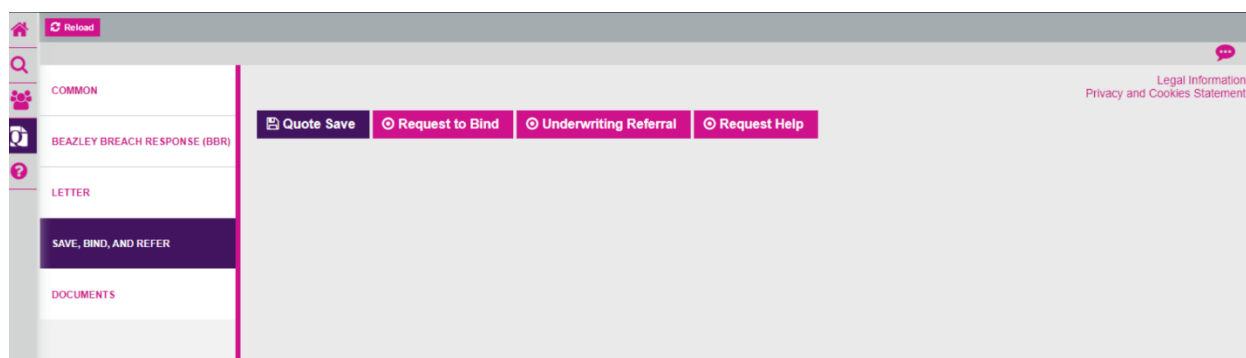 Reload
Legal Information
Privacy and Cookies Statement
COMMON
Quote Save Request to Bind Underwriting Referral Request Help
BEAZLEY BREACH RESPONSE (BBR)
LETTER
SAVE, BIND, AND REFER
DOCUMENTS